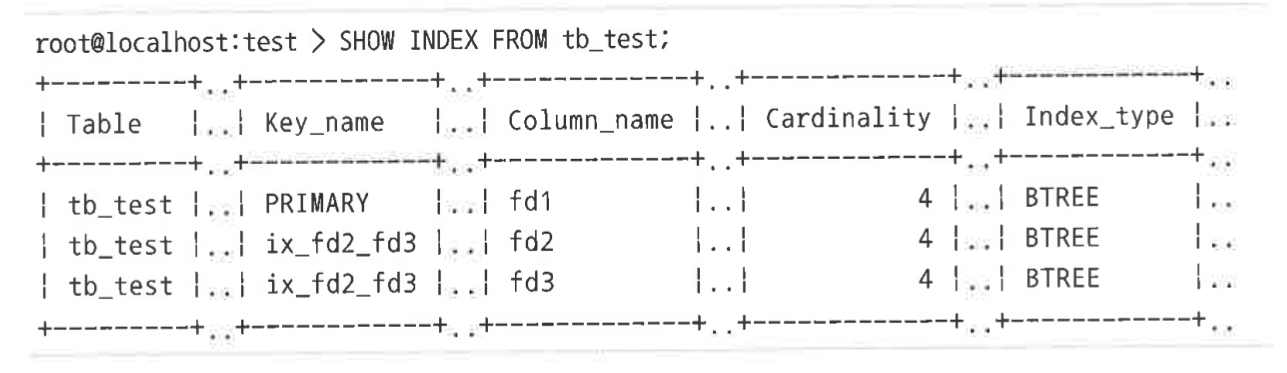 root@localhost:test > SHOW INDEX FROM tb_test;
+---------+..+------------+..+-------------+..+-------------+..+------------+..
| Table   |..| Key_name   |..| Column_name |..| Cardinality |..| Index_type |..
+---------+..+------------+..+-------------+..+-------------+..+------------+..
| tb_test |..| PRIMARY    |..| fd1         |..|           4 |..| BTREE      |..
| tb_test |..| ix_fd2_fd3 |..| fd2         |..|           4 |..| BTREE      |..
| tb_test |..| ix_fd2_fd3 |..| fd3         |..|           4 |..| BTREE      |..
+---------+..+------------+..+-------------+..+-------------+..+------------+..